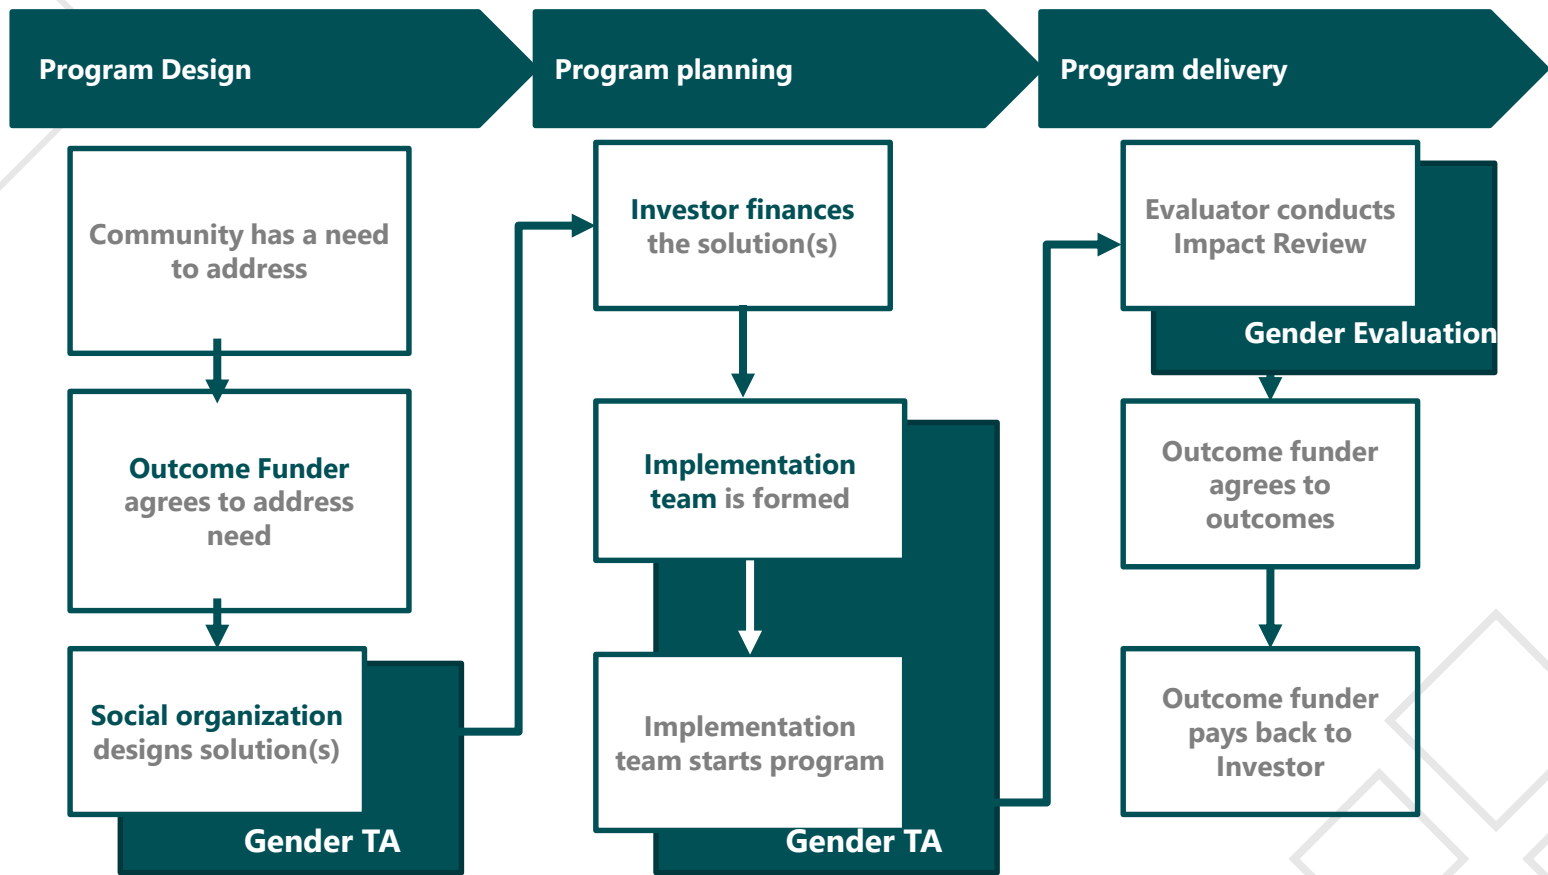 Program Design
Program planning
Program delivery
Community has a need
to address
Outcome Funder
agrees to address
need
Social organization
designs solution(s)
Gender TA
Investor finances
the solution(s)
Implementation
team is formed
Implementation
team starts program
Gender TA
Evaluator conducts
Impact Review
Gender Evaluation
Outcome funder
agrees to
outcomes
Outcome funder
pays back to
Investor